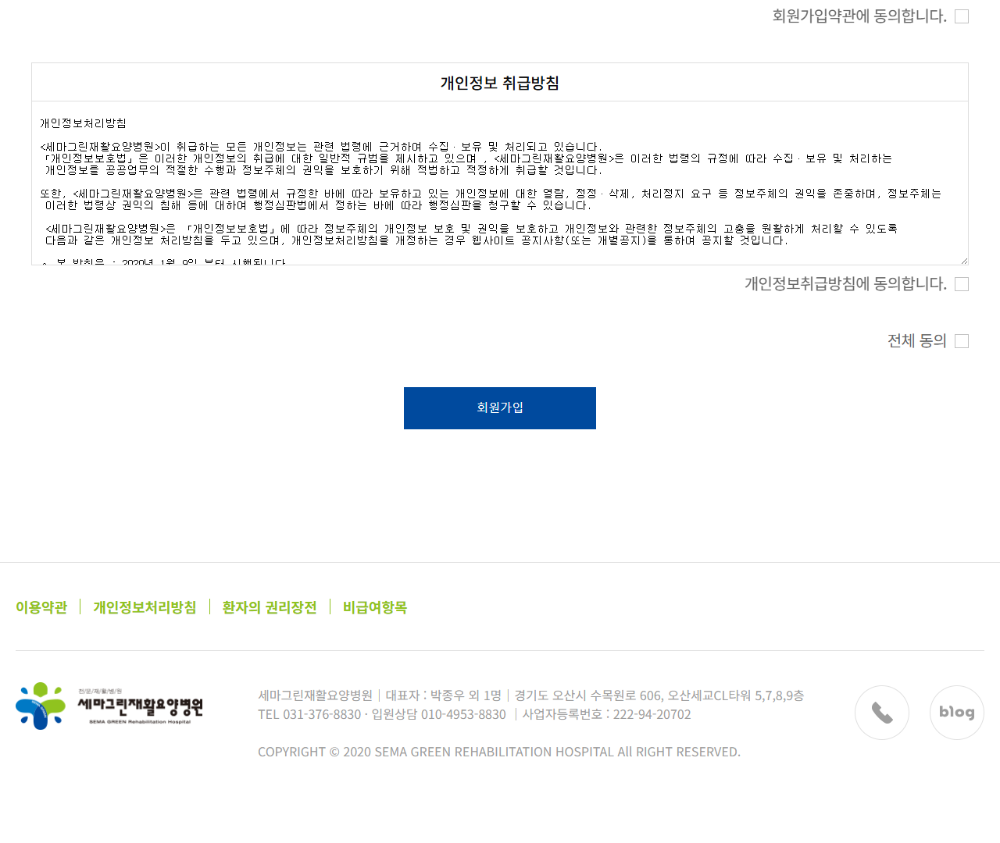 회원가입약관에 동의합니다.
개인정보 취급방침
개인정보처리방침
<세마그린재활요양병원>이 취급하는 모든 개인정보는 관련 법령에 근거하여 수집·보유 및 처리되고 있습니다.
「개인정보보호법」은 이러한 개인정보의 취급에 대한 일반적 규범을 제시하고 있으며 , <세마그린재활요양병원>은 이러한 법령의 규정에 따라 수집·보유 및 처리하는
개인정보를 공공업무의 적절한 수행과 정보주체의 권익을 보호하기 위해 적법하고 적정하게 취급할 것입니다.
또한, <세마그린재활요양병원>은 관련 법령에서 규정한 바에 따라 보유하고 있는 개인정보에 대한 열람, 정정·삭제, 처리정지 요구 등 정보주체의 권익을 존중하며, 정보주체는
이러한 법령상 권익의 침해 등에 대하여 행정심판법에서 정하는 바에 따라 행정심판을 청구할 수 있습니다.
<세마그린재활요양병원>은 「개인정보보호법」에 따라 정보주체의 개인정보 보호 및 권익을 보호하고 개인정보와 관련한 정보주체의 고충을 원활하게 처리할 수 있도록
다음과 같은 개인정보 처리방침을 두고 있으며, 개인정보처리방침을 개정하는 경우 웹사이트 공지사항(또는 개별공지)을 통하여 공지할 것입니다.
본 방침은 : 2020년 1월 9일 부터 시행됩니다
개인정보취급방침에 동의합니다.
전체 동의
회원가입
이용약관 | 개인정보처리방침 | 환자의 권리장전 | 비급여항목
전/문/재/활/병/원
세마그린재활요양병원
SEMA GREEN Rehabilitation Hospital
세마그린재활요양병원 | 대표자 : 박종우 외 1명 | 경기도 오산시 수목원로 606, 오산세교CL타워 5,7,8,9층
TEL 031-376-8830 · 입원상담 010-4953-8830 | 사업자등록번호 : 222-94-20702
COPYRIGHT © 2020 SEMA GREEN REHABILITATION HOSPITAL All RIGHT RESERVED.
blog